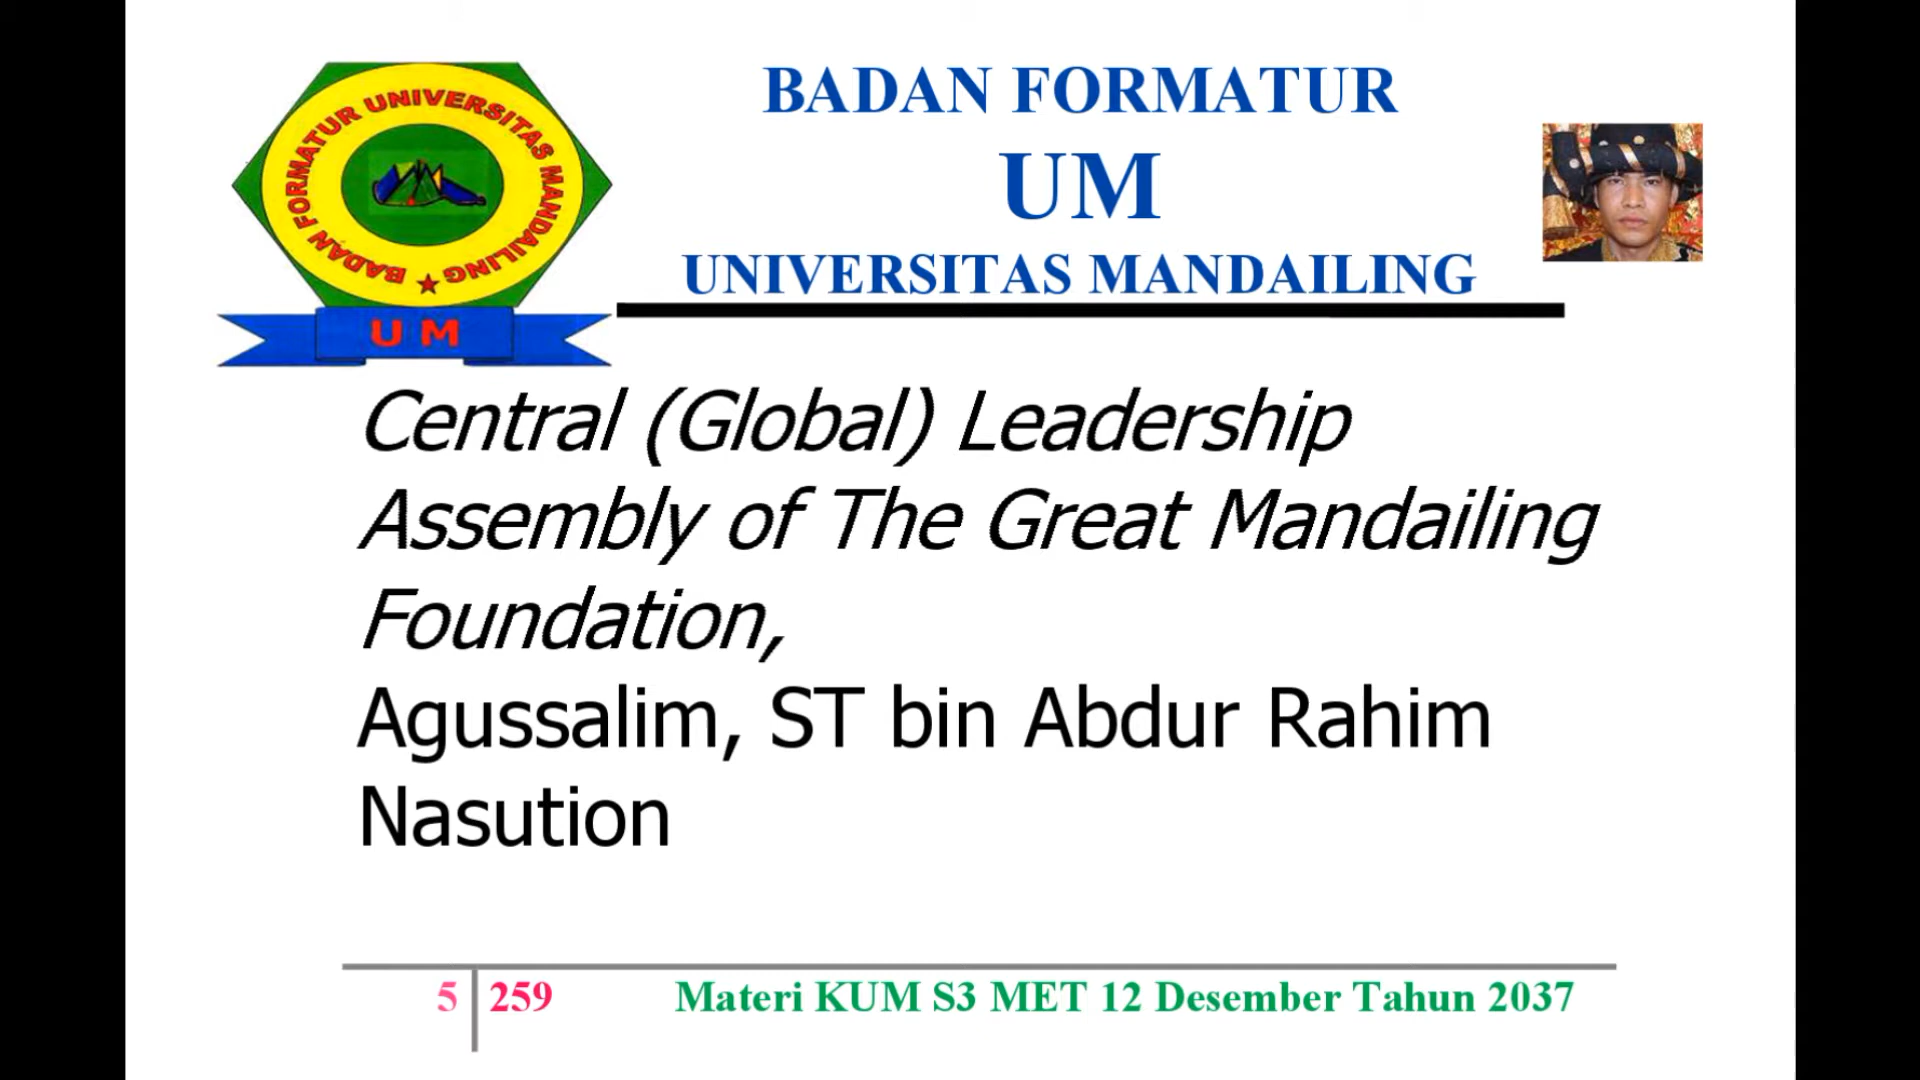 BADAN FORMATUR UNIVERSITAS MANDAILING
U M
BADAN FORMATUR
UM
UNIVERSITAS MANDAILING
Central (Global) Leadership
Assembly of The Great Mandailing
Foundation,
Agussalim, ST bin Abdur Rahim
Nasution
5 259 Materi KUM S3 MET 12 Desember Tahun 2037